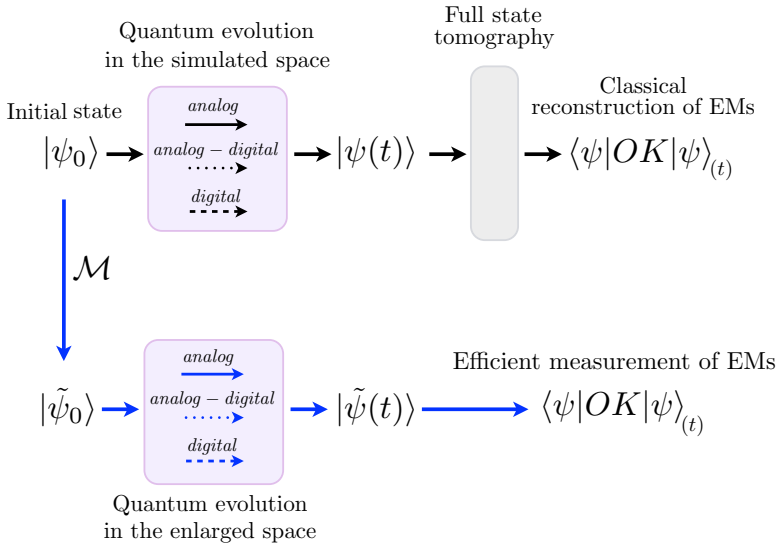 Quantum evolution
in the simulated space
Full state
tomography
Initial state
analog
analog − digital
digital
Classical
reconstruction of EMs
|ψ₀⟩
|ψ(t)⟩
⟨ψ|OK|ψ⟩(t)
ℳ
analog
analog − digital
digital
Efficient measurement of EMs
|ψ̃₀⟩
|ψ̃(t)⟩
⟨ψ|OK|ψ⟩(t)
Quantum evolution
in the enlarged space